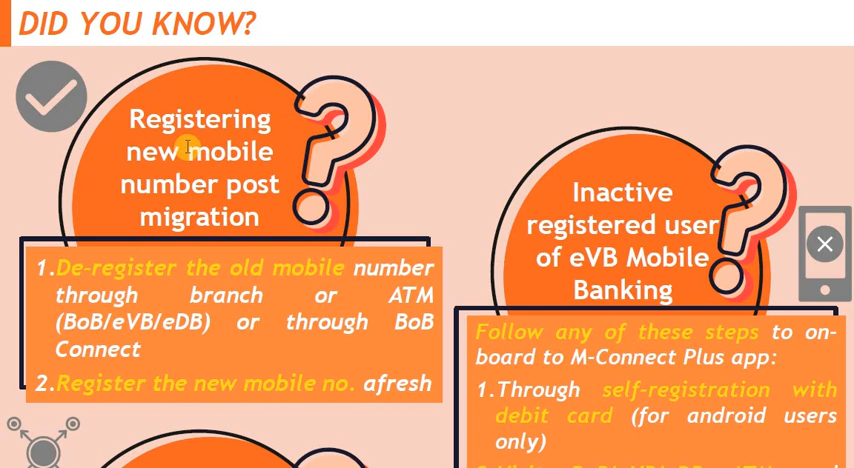 DID YOU KNOW?
Registering
new mobile
number post
migration
1.De-register the old mobile number
through branch or ATM
(BoB/eVB/eDB) or through BoB
Connect
2.Register the new mobile no. afresh
Inactive
registered user
of eVB Mobile
Banking
Follow any of these steps to on-
board to M-Connect Plus app:
1.Through self-registration with
debit card (for android users
only)